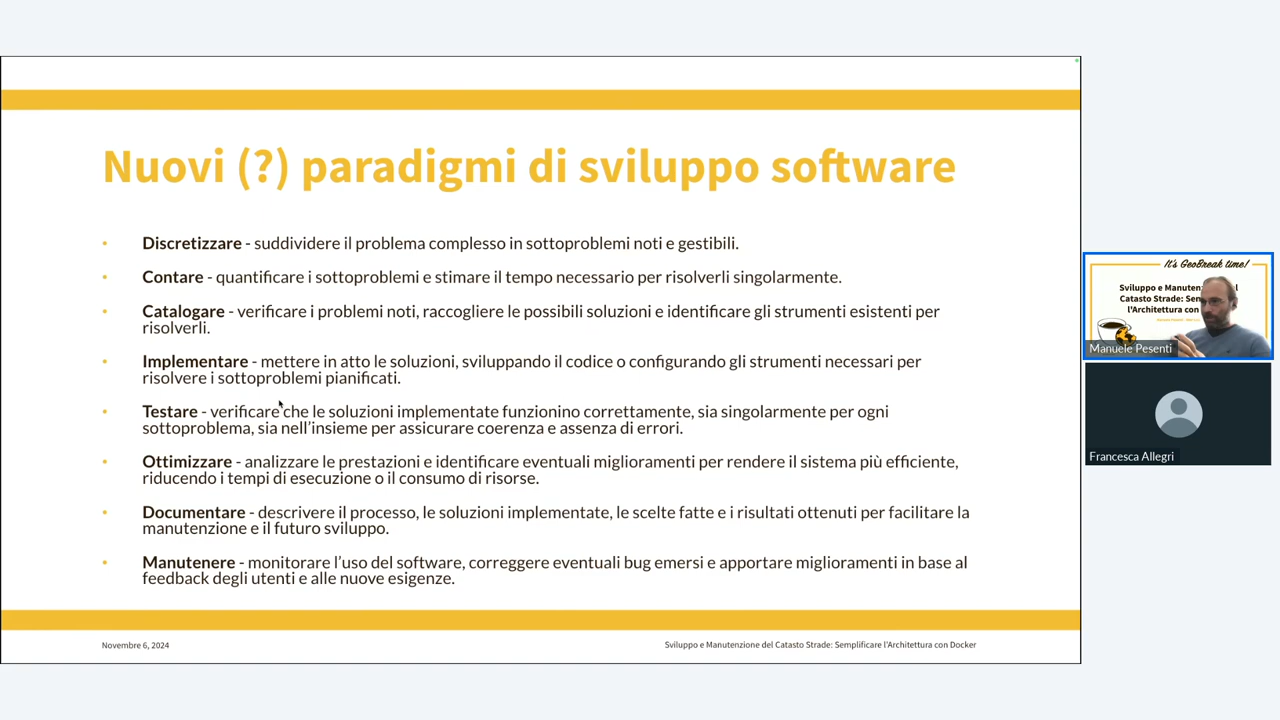 Nuovi (?) paradigmi di sviluppo software
• Discretizzare - suddividere il problema complesso in sottoproblemi noti e gestibili.
• Contare - quantificare i sottoproblemi e stimare il tempo necessario per risolverli singolarmente.
• Catalogare - verificare i problemi noti, raccogliere le possibili soluzioni e identificare gli strumenti esistenti per
risolverli.
• Implementare - mettere in atto le soluzioni, sviluppando il codice o configurando gli strumenti necessari per
risolvere i sottoproblemi pianificati.
• Testare - verificare che le soluzioni implementate funzionino correttamente, sia singolarmente per ogni
sottoproblema, sia nell’insieme per assicurare coerenza e assenza di errori.
• Ottimizzare - analizzare le prestazioni e identificare eventuali miglioramenti per rendere il sistema più efficiente,
riducendo i tempi di esecuzione o il consumo di risorse.
• Documentare - descrivere il processo, le soluzioni implementate, le scelte fatte e i risultati ottenuti per facilitare la
manutenzione e il futuro sviluppo.
• Manutenere - monitorare l’uso del software, correggere eventuali bug emersi e apportare miglioramenti in base al
feedback degli utenti e alle nuove esigenze.
Novembre 6, 2024
Sviluppo e Manutenzione del Catasto Strade: Semplificare l’Architettura con Docker
It's GeoBreak time!
Sviluppo e Manuten
Catasto Strade: Sem
l'Architettura con
Manuele Pesenti
Francesca Allegri